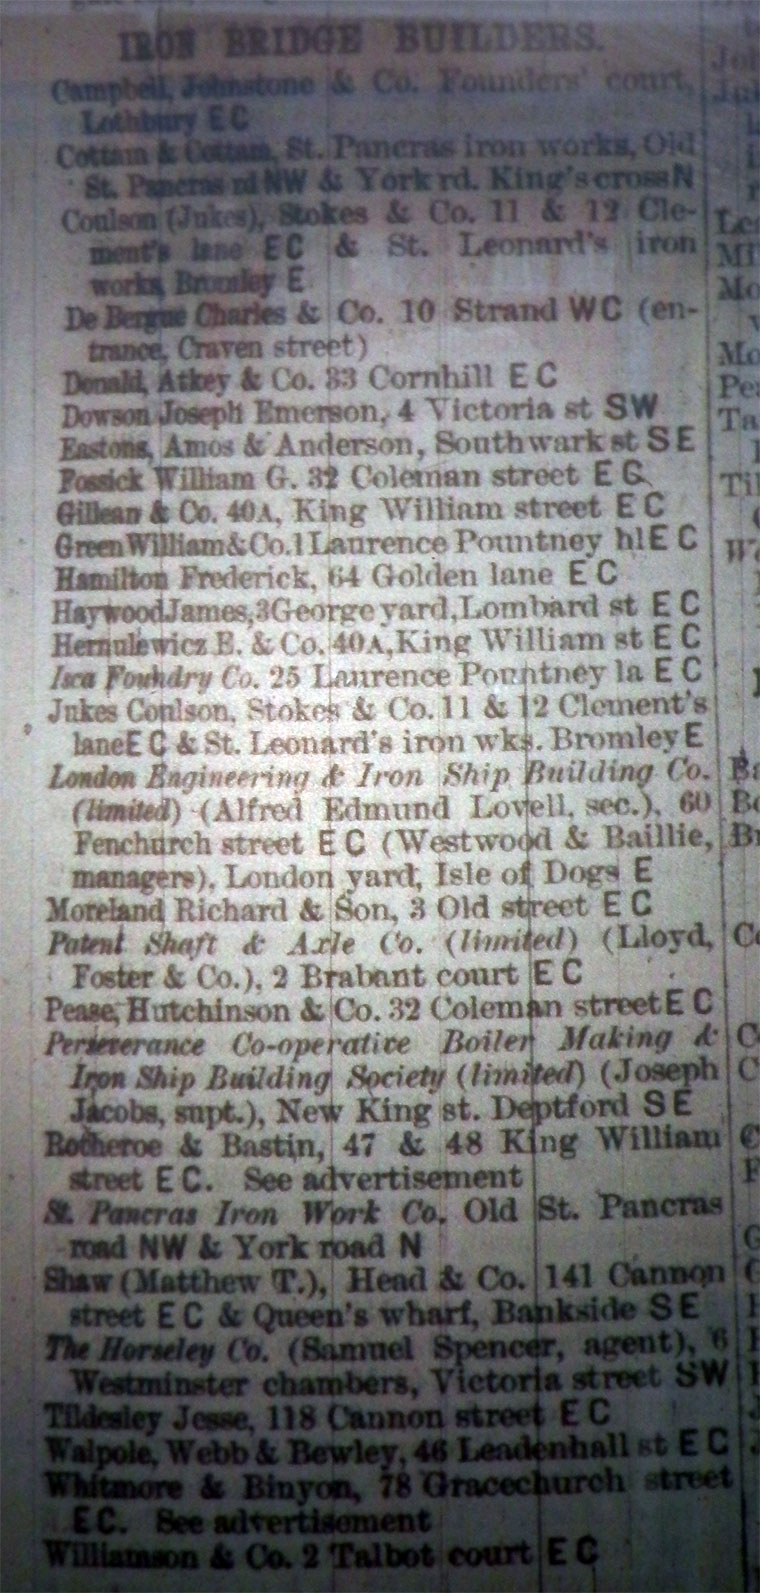 IRON BRIDGE BUILDERS.
Campbell, Johnstone & Co. Founders' court,
Lothbury E C
Cottam & Cottam, St. Pancras iron works, Old
St. Pancras rd NW & York rd. King's cross N
Coulson (Jukes), Stokes & Co. 11 & 12 Cle-
ment's lane E C & St. Leonard's iron
works, Bromley E
De Bergue Charles & Co. 10 Strand WC (en-
trance, Craven street)
Donald, Atkey & Co. 33 Cornhill E C
Dowson Joseph Emerson, 4 Victoria st SW
Eastons, Amos & Anderson, Southwark st S E
Fossick William G. 32 Coleman street E C
Gillean & Co. 40A, King William street E C
Green William & Co. 1 Laurence Pountney hl E C
Hamilton Frederick, 64 Golden lane E C
Haywood James, 3 George yard, Lombard st E C
Hernulewicz E. & Co. 40A, King William st E C
Isca Foundry Co. 25 Laurence Pountney la E C
Jukes Coulson, Stokes & Co. 11 & 12 Clement's
lane E C & St. Leonard's iron wks. Bromley E
London Engineering & Iron Ship Building Co.
(limited) (Alfred Edmund Lovell, sec.), 60
Fenchurch street E C (Westwood & Baillie,
managers), London yard, Isle of Dogs E
Moreland Richard & Son, 3 Old street E C
Patent Shaft & Axle Co. (limited) (Lloyd,
Foster & Co.), 2 Brabant court E C
Pease, Hutchinson & Co. 32 Coleman street E C
Perseverance Co-operative Boiler Making &
Iron Ship Building Society (limited) (Joseph
Jacobs, supt.), New King st. Deptford S E
Rotheroe & Bastin, 47 & 48 King William
street E C. See advertisement
St. Pancras Iron Work Co. Old St. Pancras
road NW & York road N
Shaw (Matthew T.), Head & Co. 141 Cannon
street E C & Queen's wharf, Bankside S E
The Horseley Co. (Samuel Spencer, agent), 6
Westminster chambers, Victoria street SW
Tildesley Jesse, 118 Cannon street E C
Walpole, Webb & Bewley, 46 Leadenhall st E C
Whitmore & Binyon, 78 Gracechurch street
E C. See advertisement
Williamson & Co. 2 Talbot court E C